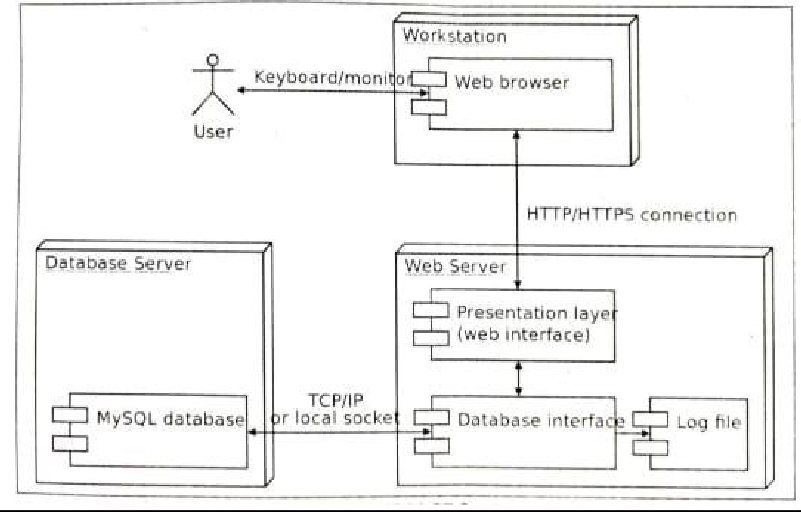 Workstation
Keyboard/monitor
Web browser
User
HTTP/HTTPS connection
Database Server
Web Server
Presentation layer
(web interface)
TCP/IP
or local socket
MySQL database
Database interface
Log file